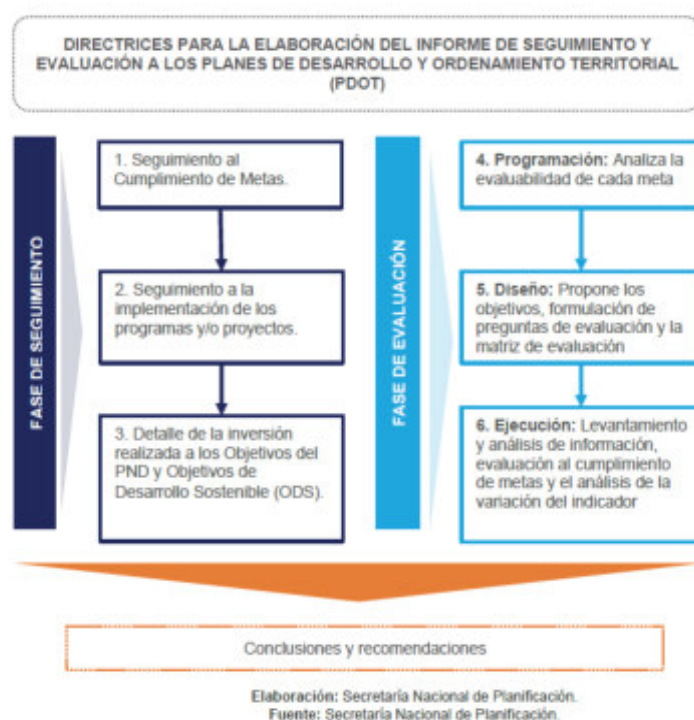 DIRECTRICES PARA LA ELABORACIÓN DEL INFORME DE SEGUIMIENTO Y
EVALUACIÓN A LOS PLANES DE DESARROLLO Y ORDENAMIENTO TERRITORIAL
(PDOT)
FASE DE SEGUIMIENTO
1. Seguimiento al
Cumplimiento de Metas.
2. Seguimiento a la
implementación de los
programas y/o proyectos.
3. Detalle de la inversión
realizada a los Objetivos del
PND y Objetivos de
Desarrollo Sostenible (ODS).
FASE DE EVALUACIÓN
4. Programación: Analiza la
evaluabilidad de cada meta
5. Diseño: Propone los
objetivos, formulación de
preguntas de evaluación y la
matriz de evaluación
6. Ejecución: Levantamiento
y análisis de información,
evaluación al cumplimiento
de metas y el análisis de la
variación del indicador
Conclusiones y recomendaciones
Elaboración: Secretaría Nacional de Planificación.
Fuente: Secretaría Nacional de Planificación.